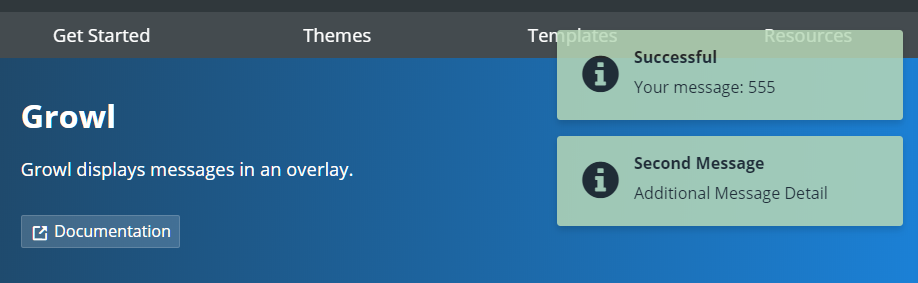 Get Started
Themes
Templates
Resources
Growl
Growl displays messages in an overlay.
Documentation
Successful
Your message: 555
Second Message
Additional Message Detail